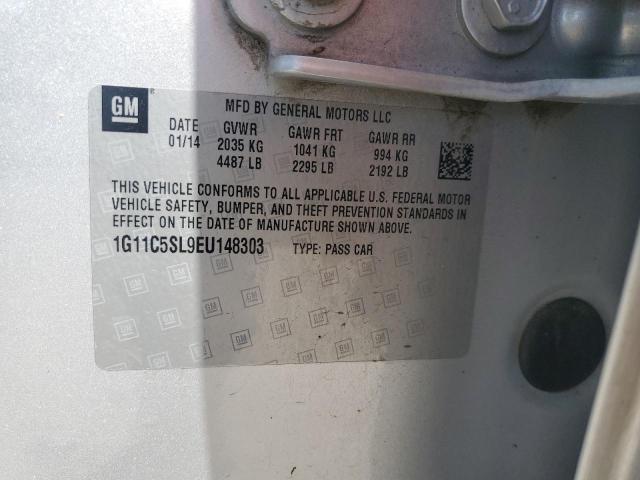 GM
MFD BY GENERAL MOTORS LLC
DATE GVWR GAWR FRT GAWR RR
01/14 2035 KG 1041 KG 994 KG
4487 LB 2295 LB 2192 LB
THIS VEHICLE CONFORMS TO ALL APPLICABLE U.S. FEDERAL MOTOR
VEHICLE SAFETY, BUMPER, AND THEFT PREVENTION STANDARDS IN
EFFECT ON THE DATE OF MANUFACTURE SHOWN ABOVE.
1G11C5SL9EU148303 TYPE: PASS CAR